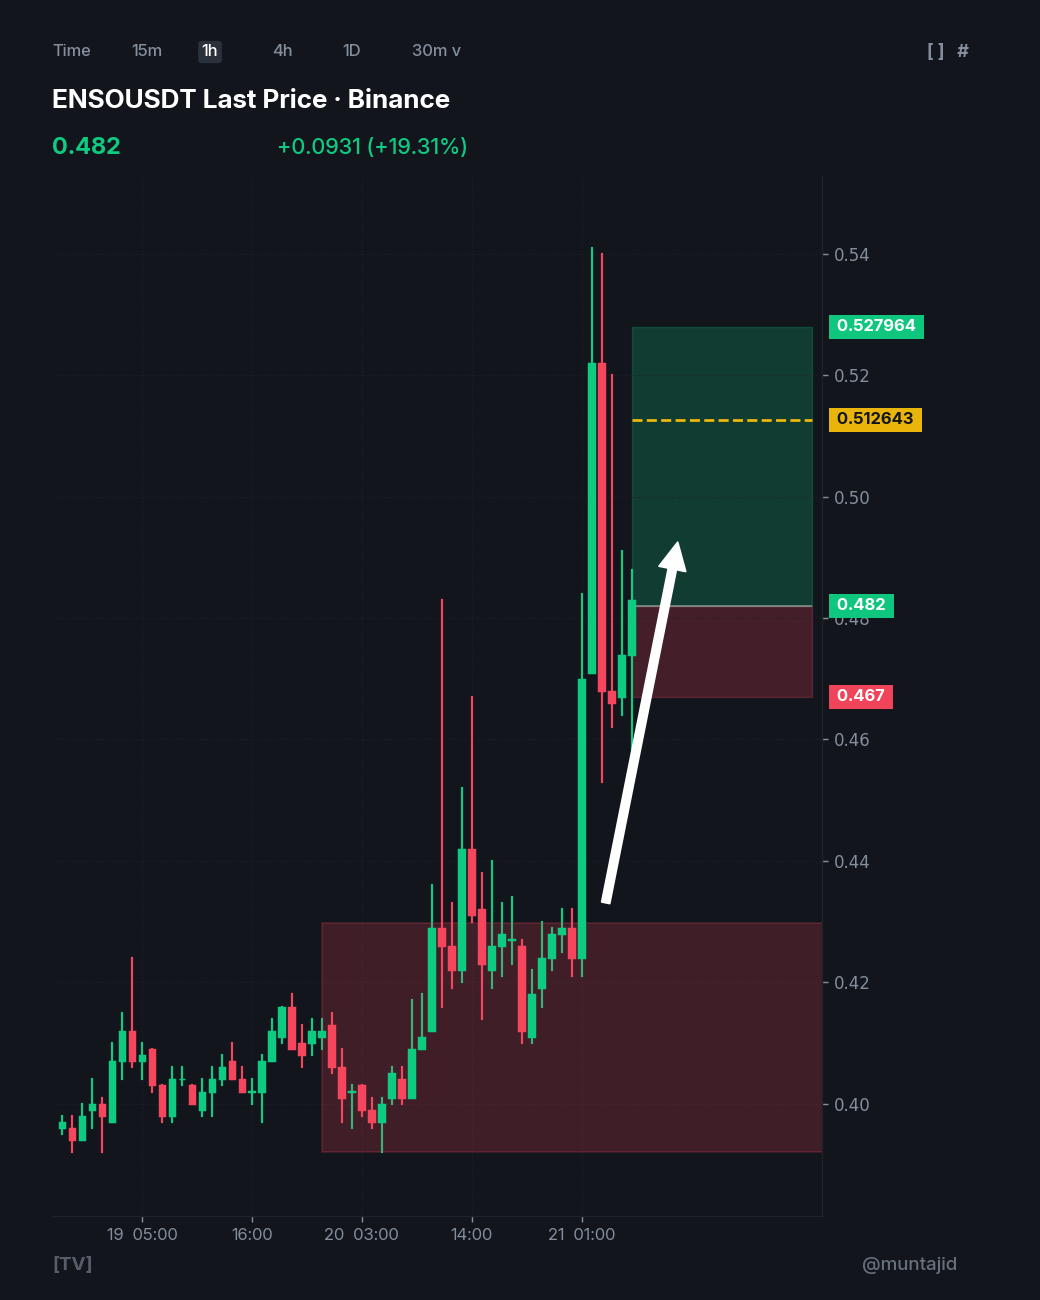 Time 15m 1h 4h 1D 30m v [ ] #
ENSOUSDT Last Price · Binance
0.482 +0.0931 (+19.31%)
0.54
0.527964
0.52
0.512643
0.50
0.482
0.48
0.467
0.46
0.44
0.42
0.40
19 05:00 16:00 20 03:00 14:00 21 01:00
[TV] @muntajid